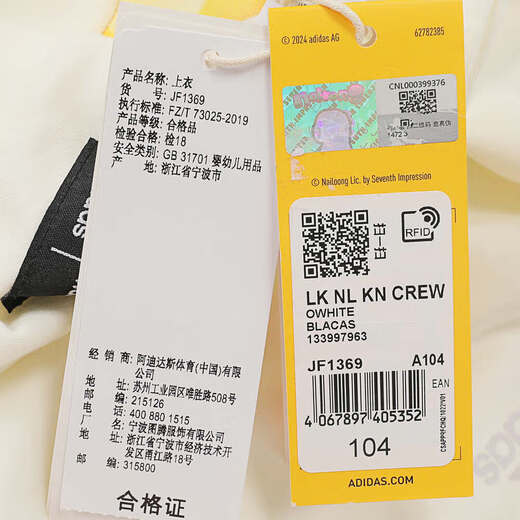 产品名称: 上衣
货 号: JF1369
执行标准: FZ/T 73025-2019
产品等级: 合格品
检验合格: 检18
安全类别: GB 31701 婴幼儿用品
产 地: 浙江省宁波市
经 销 商: 阿迪达斯体育(中国)有限
公司
地 址: 苏州工业园区唯胜路508号
邮 编: 215126
电 话: 400 880 1515
厂 名: 宁波图腾服饰有限公司
地 址: 浙江省宁波市经济技术开
发区甬江路18号
邮 编: 315800
合格证
© 2024 adidas AG
62782385
CNL000399376
© Nailoong Lic. by Seventh Impression
扫一扫
RFID
LK NL KN CREW
OWHITE
BLACAS
133997963
JF1369 A104
EAN
4 067897 405352
104
ADIDAS.COM